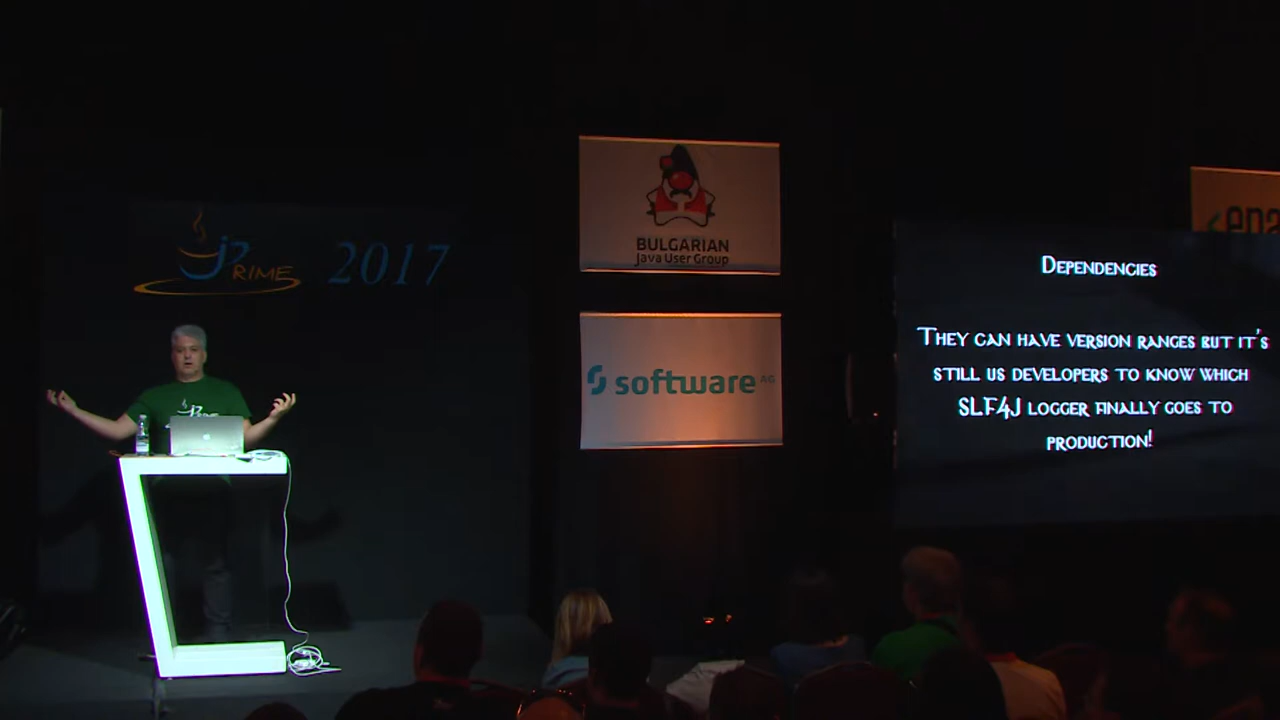 JPRIME 2017
BULGARIAN
Java User Group
software AG
Dependencies
They can have version ranges but it's
still us developers to know which
SLF4J logger finally goes to
production!